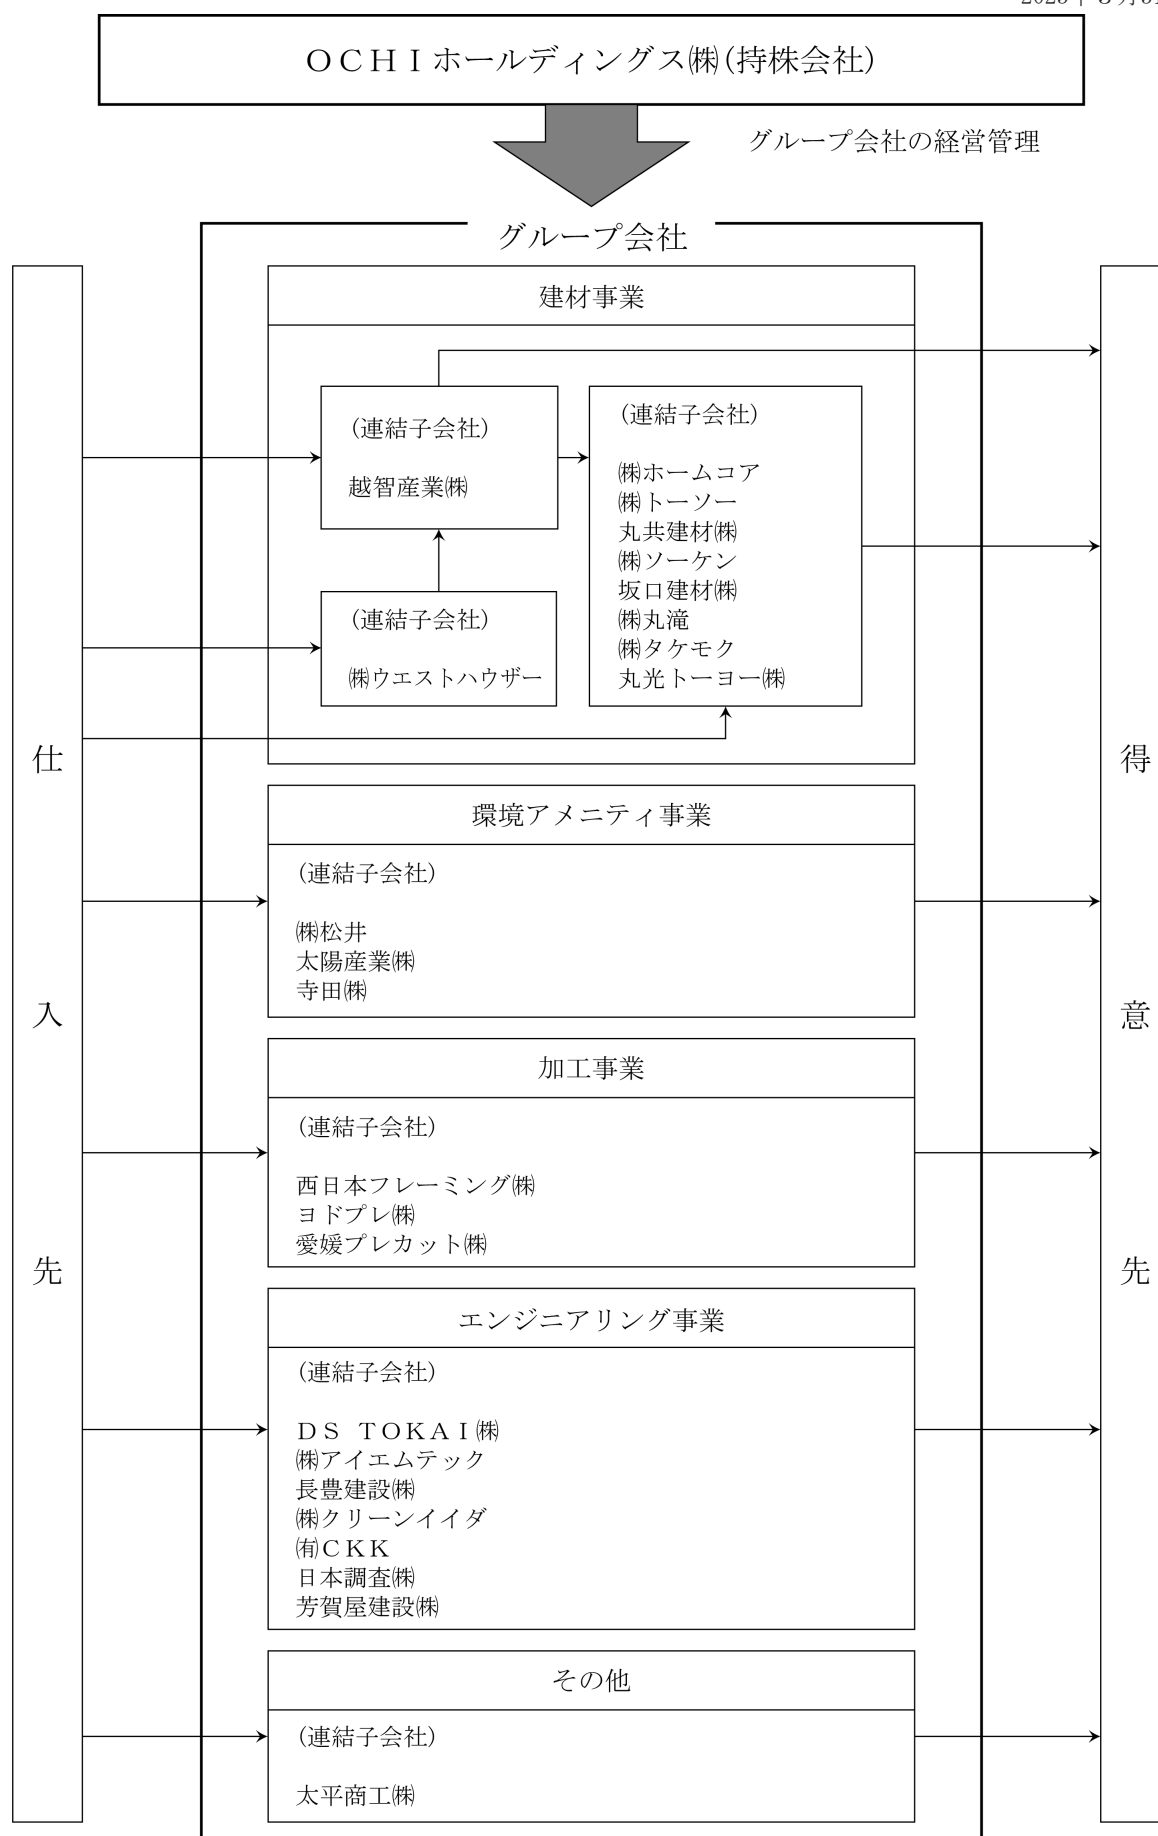 ＯＣＨＩホールディングス㈱(持株会社)
グループ会社の経営管理
グループ会社
仕入先
得意先
建材事業
(連結子会社)
越智産業㈱
(連結子会社)
㈱ウエストハウザー
(連結子会社)
㈱ホームコア
㈱トーソー
丸共建材㈱
㈱ソーケン
坂口建材㈱
㈱丸滝
㈱タケモク
丸光トーヨー㈱
環境アメニティ事業
(連結子会社)
㈱松井
太陽産業㈱
寺田㈱
加工事業
(連結子会社)
西日本フレーミング㈱
ヨドプレ㈱
愛媛プレカット㈱
エンジニアリング事業
(連結子会社)
ＤＳ ＴＯＫＡＩ㈱
㈱アイエムテック
長豊建設㈱
㈱クリーンイイダ
㈲ＣＫＫ
日本調査㈱
芳賀屋建設㈱
その他
(連結子会社)
太平商工㈱